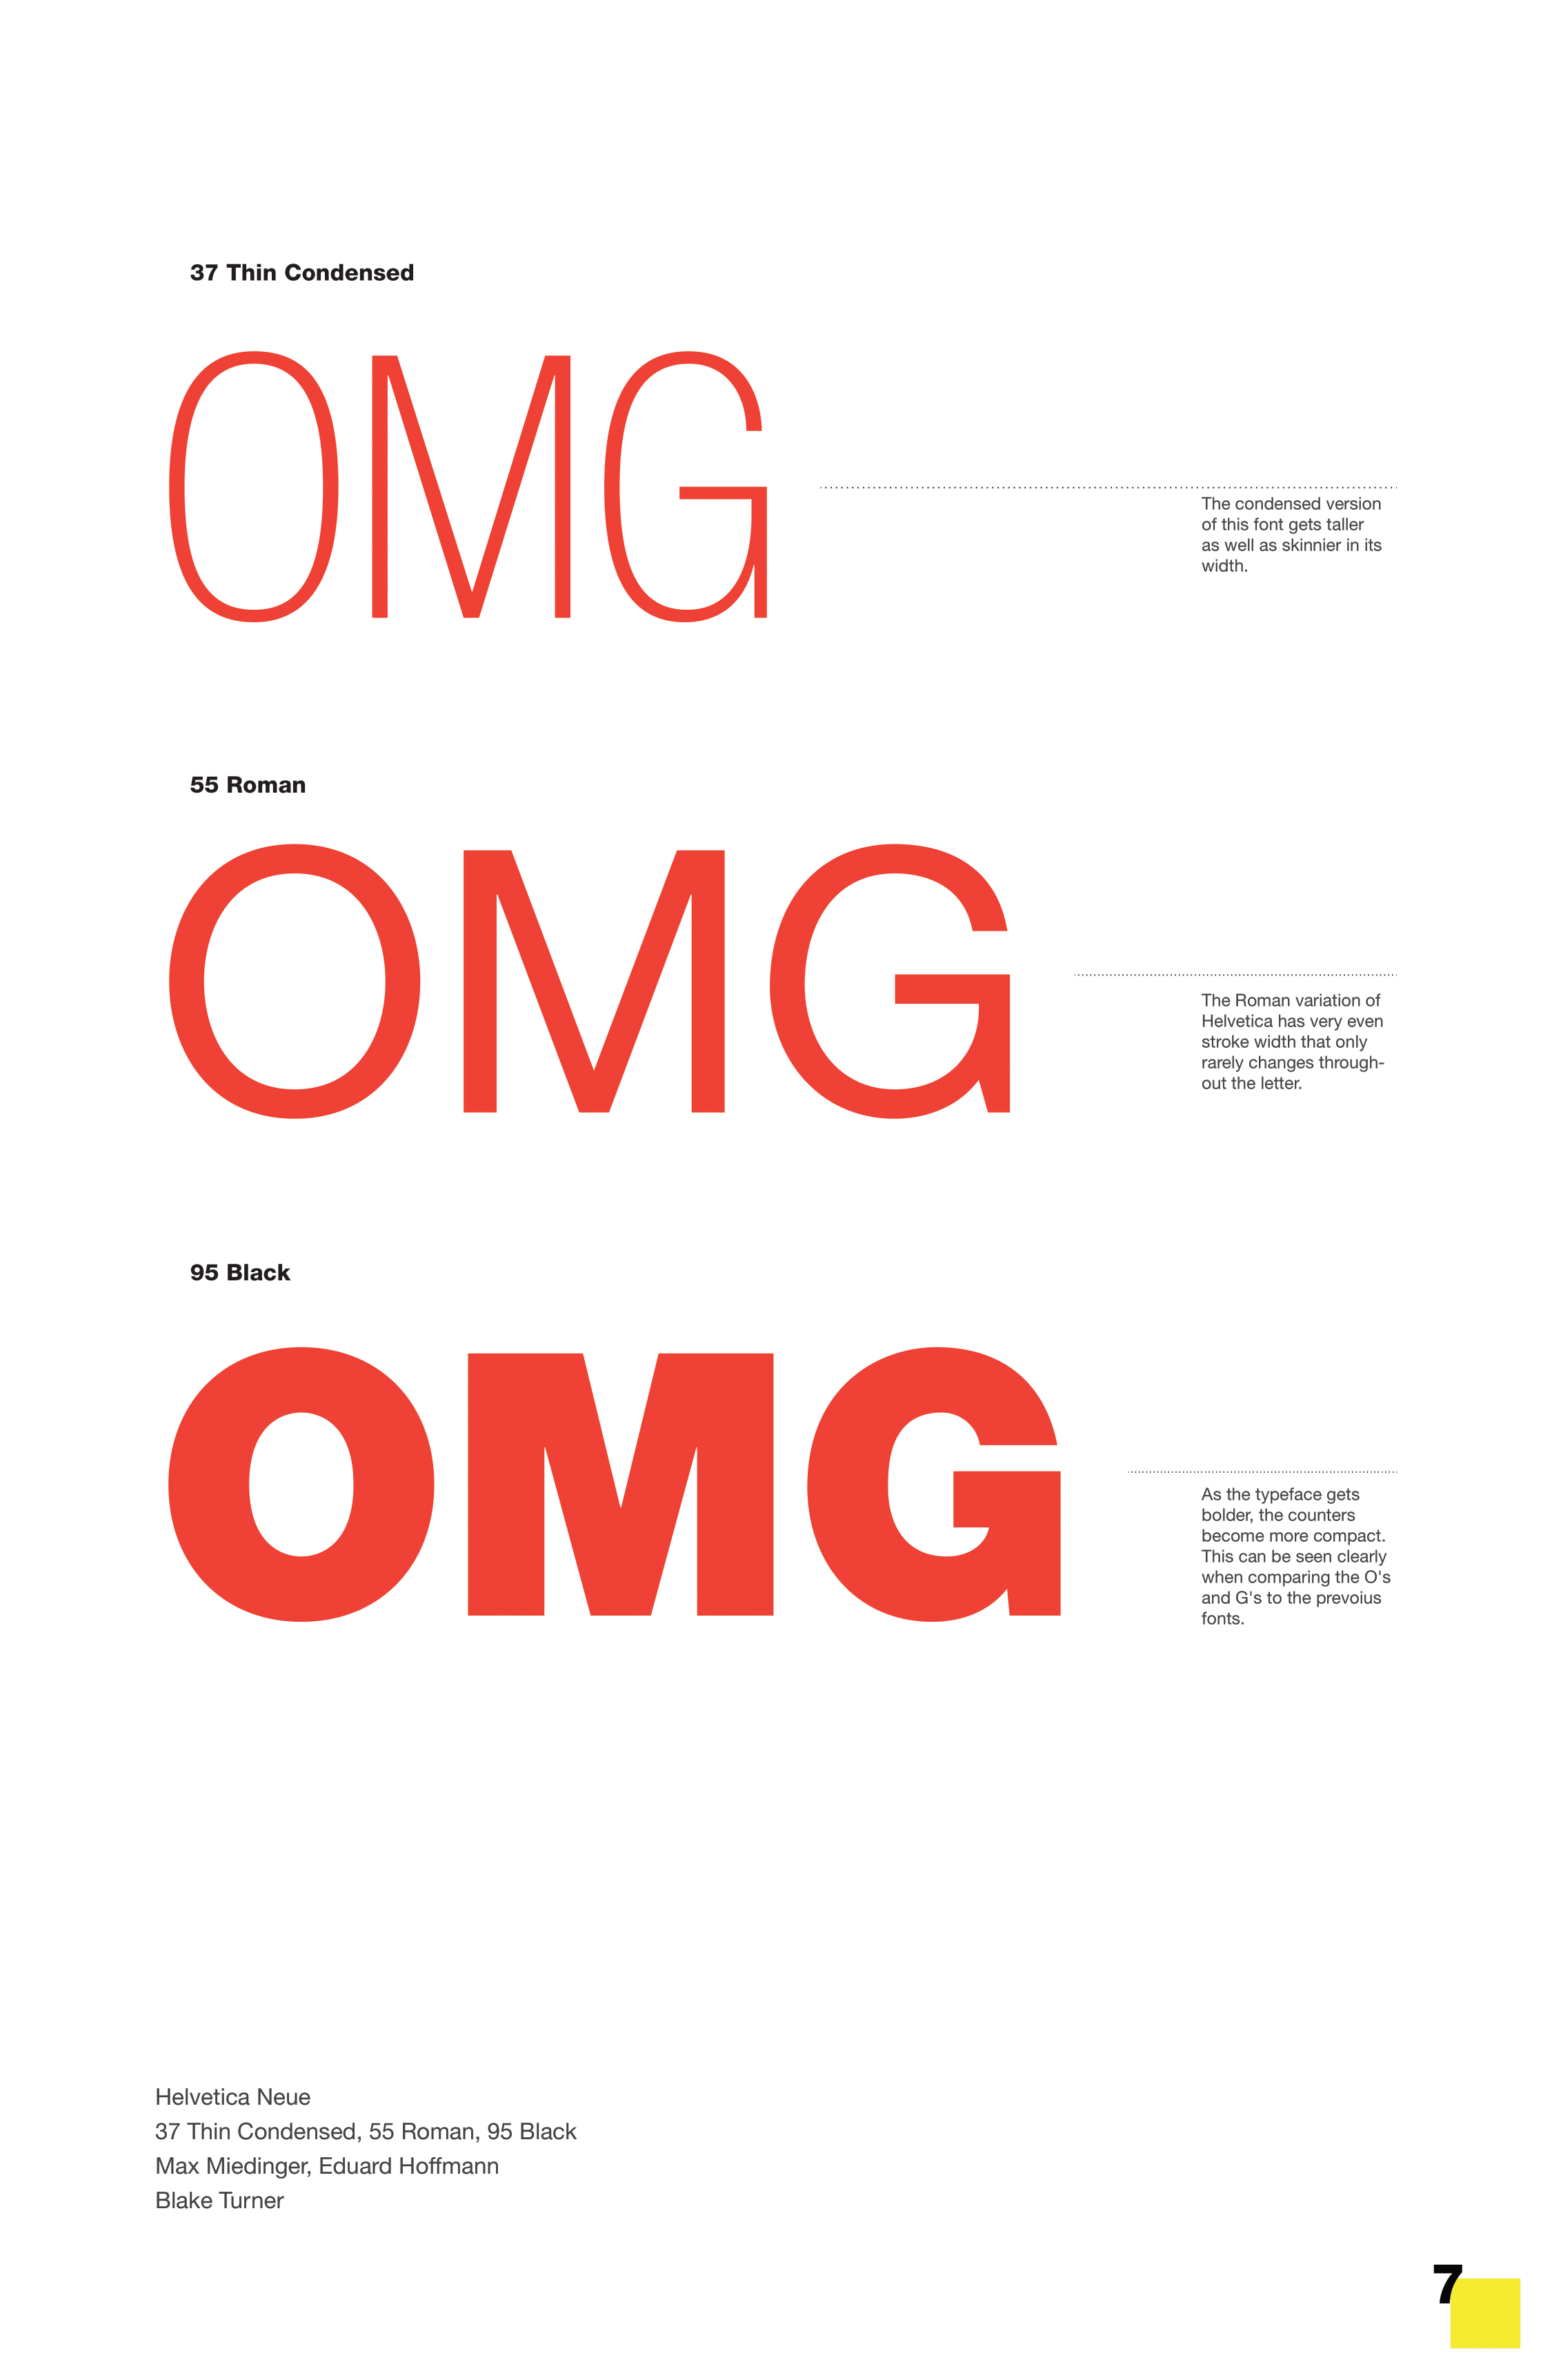 37 Thin Condensed
OMG
The condensed version
of this font gets taller
as well as skinnier in its
width.
55 Roman
OMG
The Roman variation of
Helvetica has very even
stroke width that only
rarely changes through-
out the letter.
95 Black
OMG
As the typeface gets
bolder, the counters
become more compact.
This can be seen clearly
when comparing the O's
and G's to the prevoius
fonts.
Helvetica Neue
37 Thin Condensed, 55 Roman, 95 Black
Max Miedinger, Eduard Hoffmann
Blake Turner
7